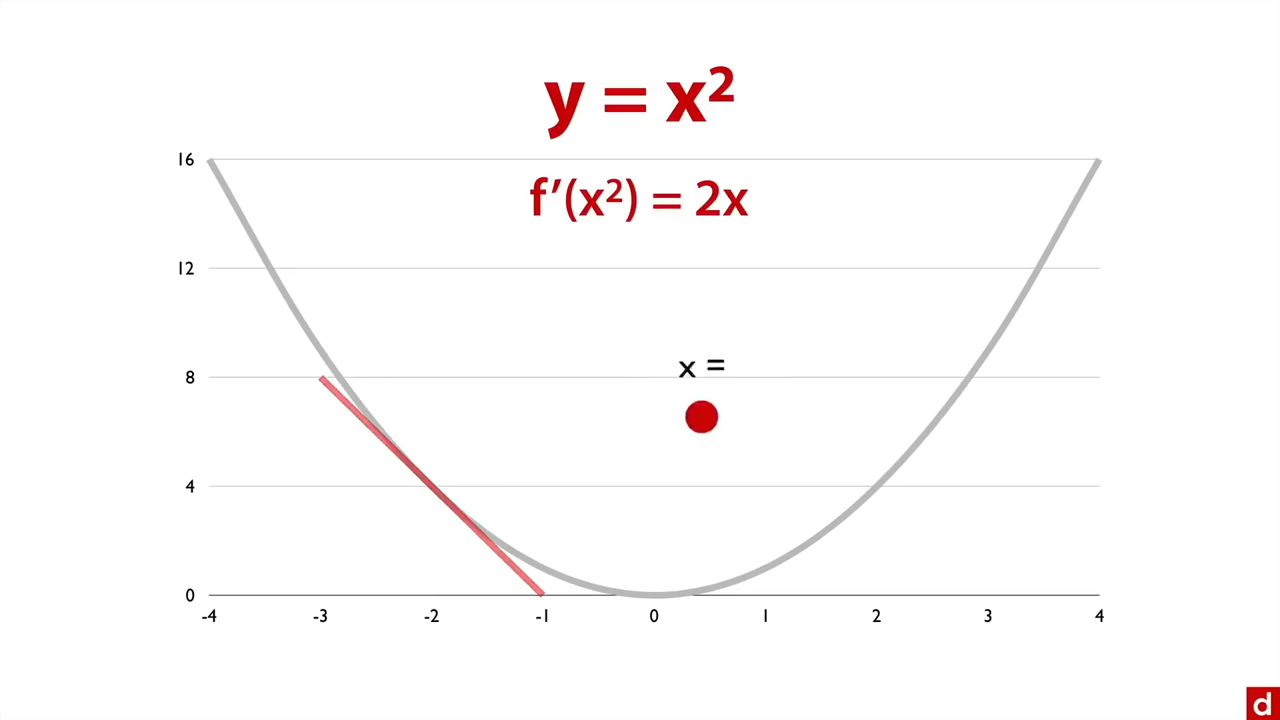 y = x²
16
f′(x²) = 2x
12
x =
8
4
0
-4 -3 -2 -1 0 1 2 3 4
d